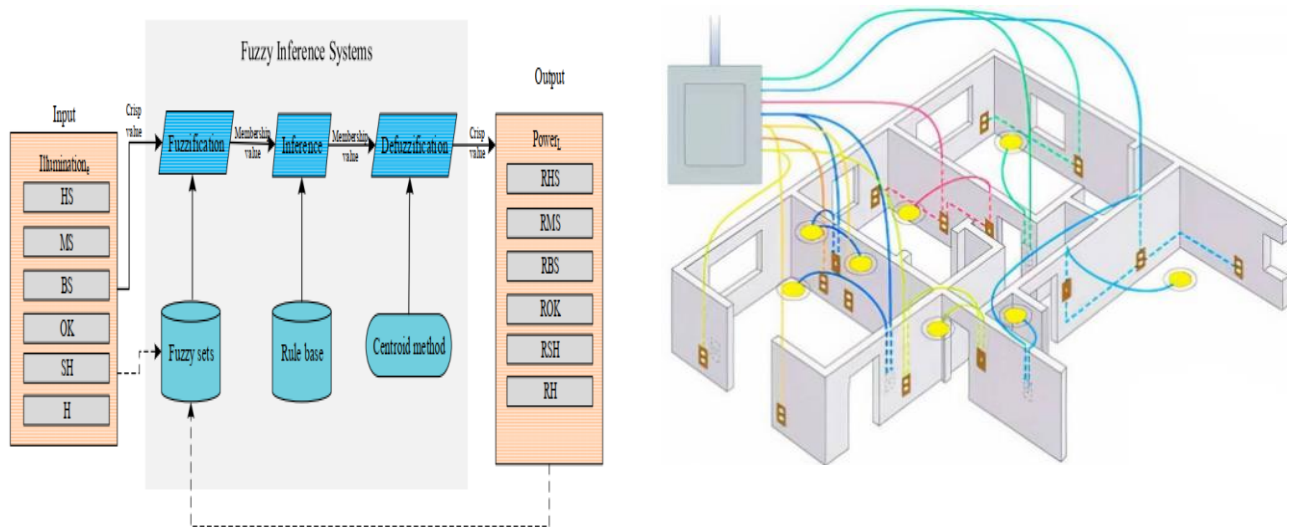 Fuzzy Inference Systems
Input
Output
Crisp
value
Fuzzification
Membership
value
Inference
Membership
value
Defuzzification
Crisp
value
Illumination
HS
MS
BS
OK
SH
H
Power_L
RHS
RMS
RBS
ROK
RSH
RH
Fuzzy sets
Rule base
Centroid method